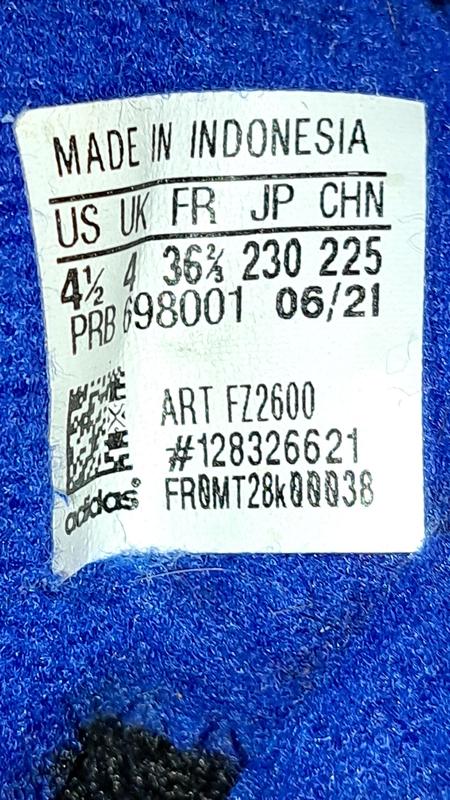 MADE IN INDONESIA
US UK FR JP CHN
4½ 4 36⅔ 230 225
PRB 698001 06/21
ART FZ2600
#128326621
FR0MT28k00038
adidas®